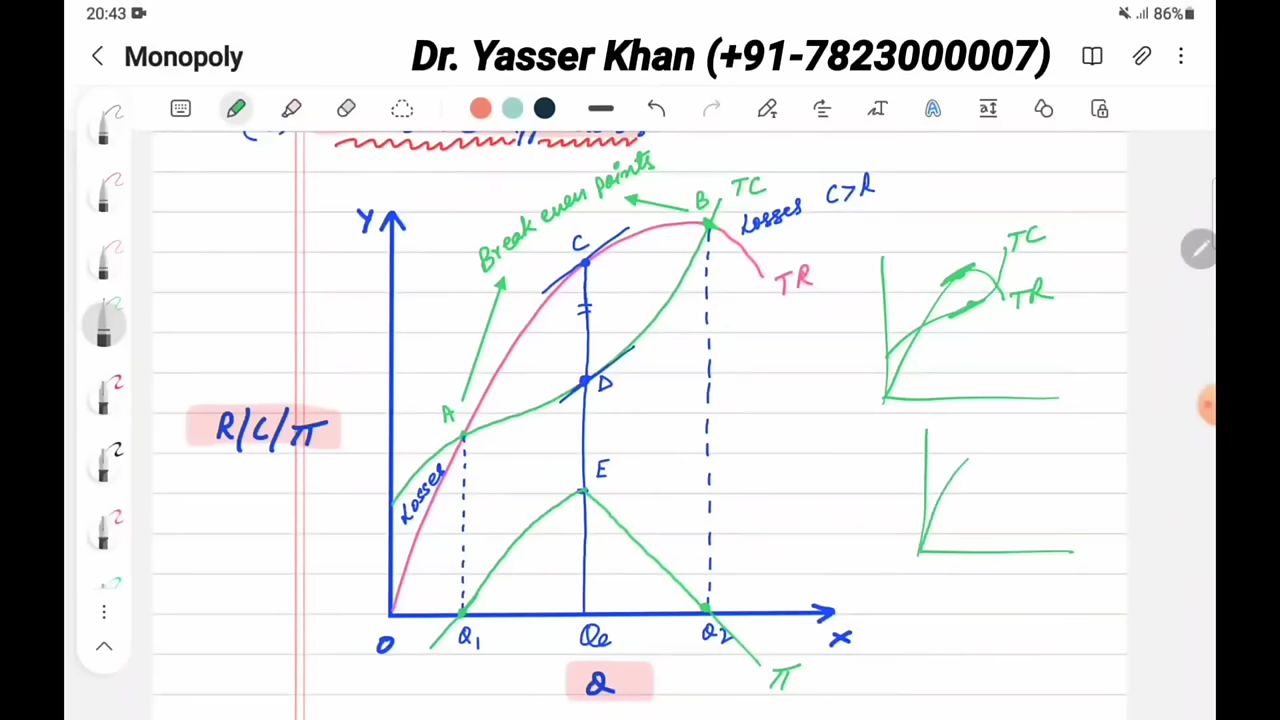 20:43
86%
Monopoly
Dr. Yasser Khan (+91-7823000007)
Break even points
B
TC
Losses C>R
Y
C
TR
TC
TR
D
A
R/C/π
E
Losses
O
Q1
Qe
Q2
X
π
Q